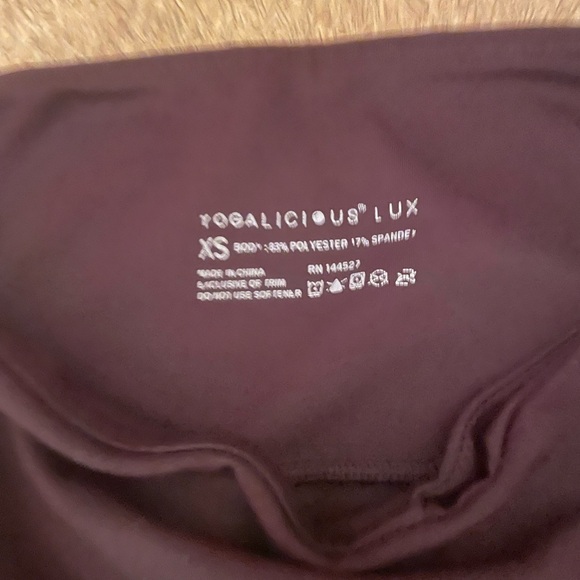 YOGALICIOUS® LUX
XS BODY: 83% POLYESTER 17% SPANDEX
MADE IN CHINA RN 144527
EXCLUSIVE OF TRIM
DO NOT USE SOFTENER